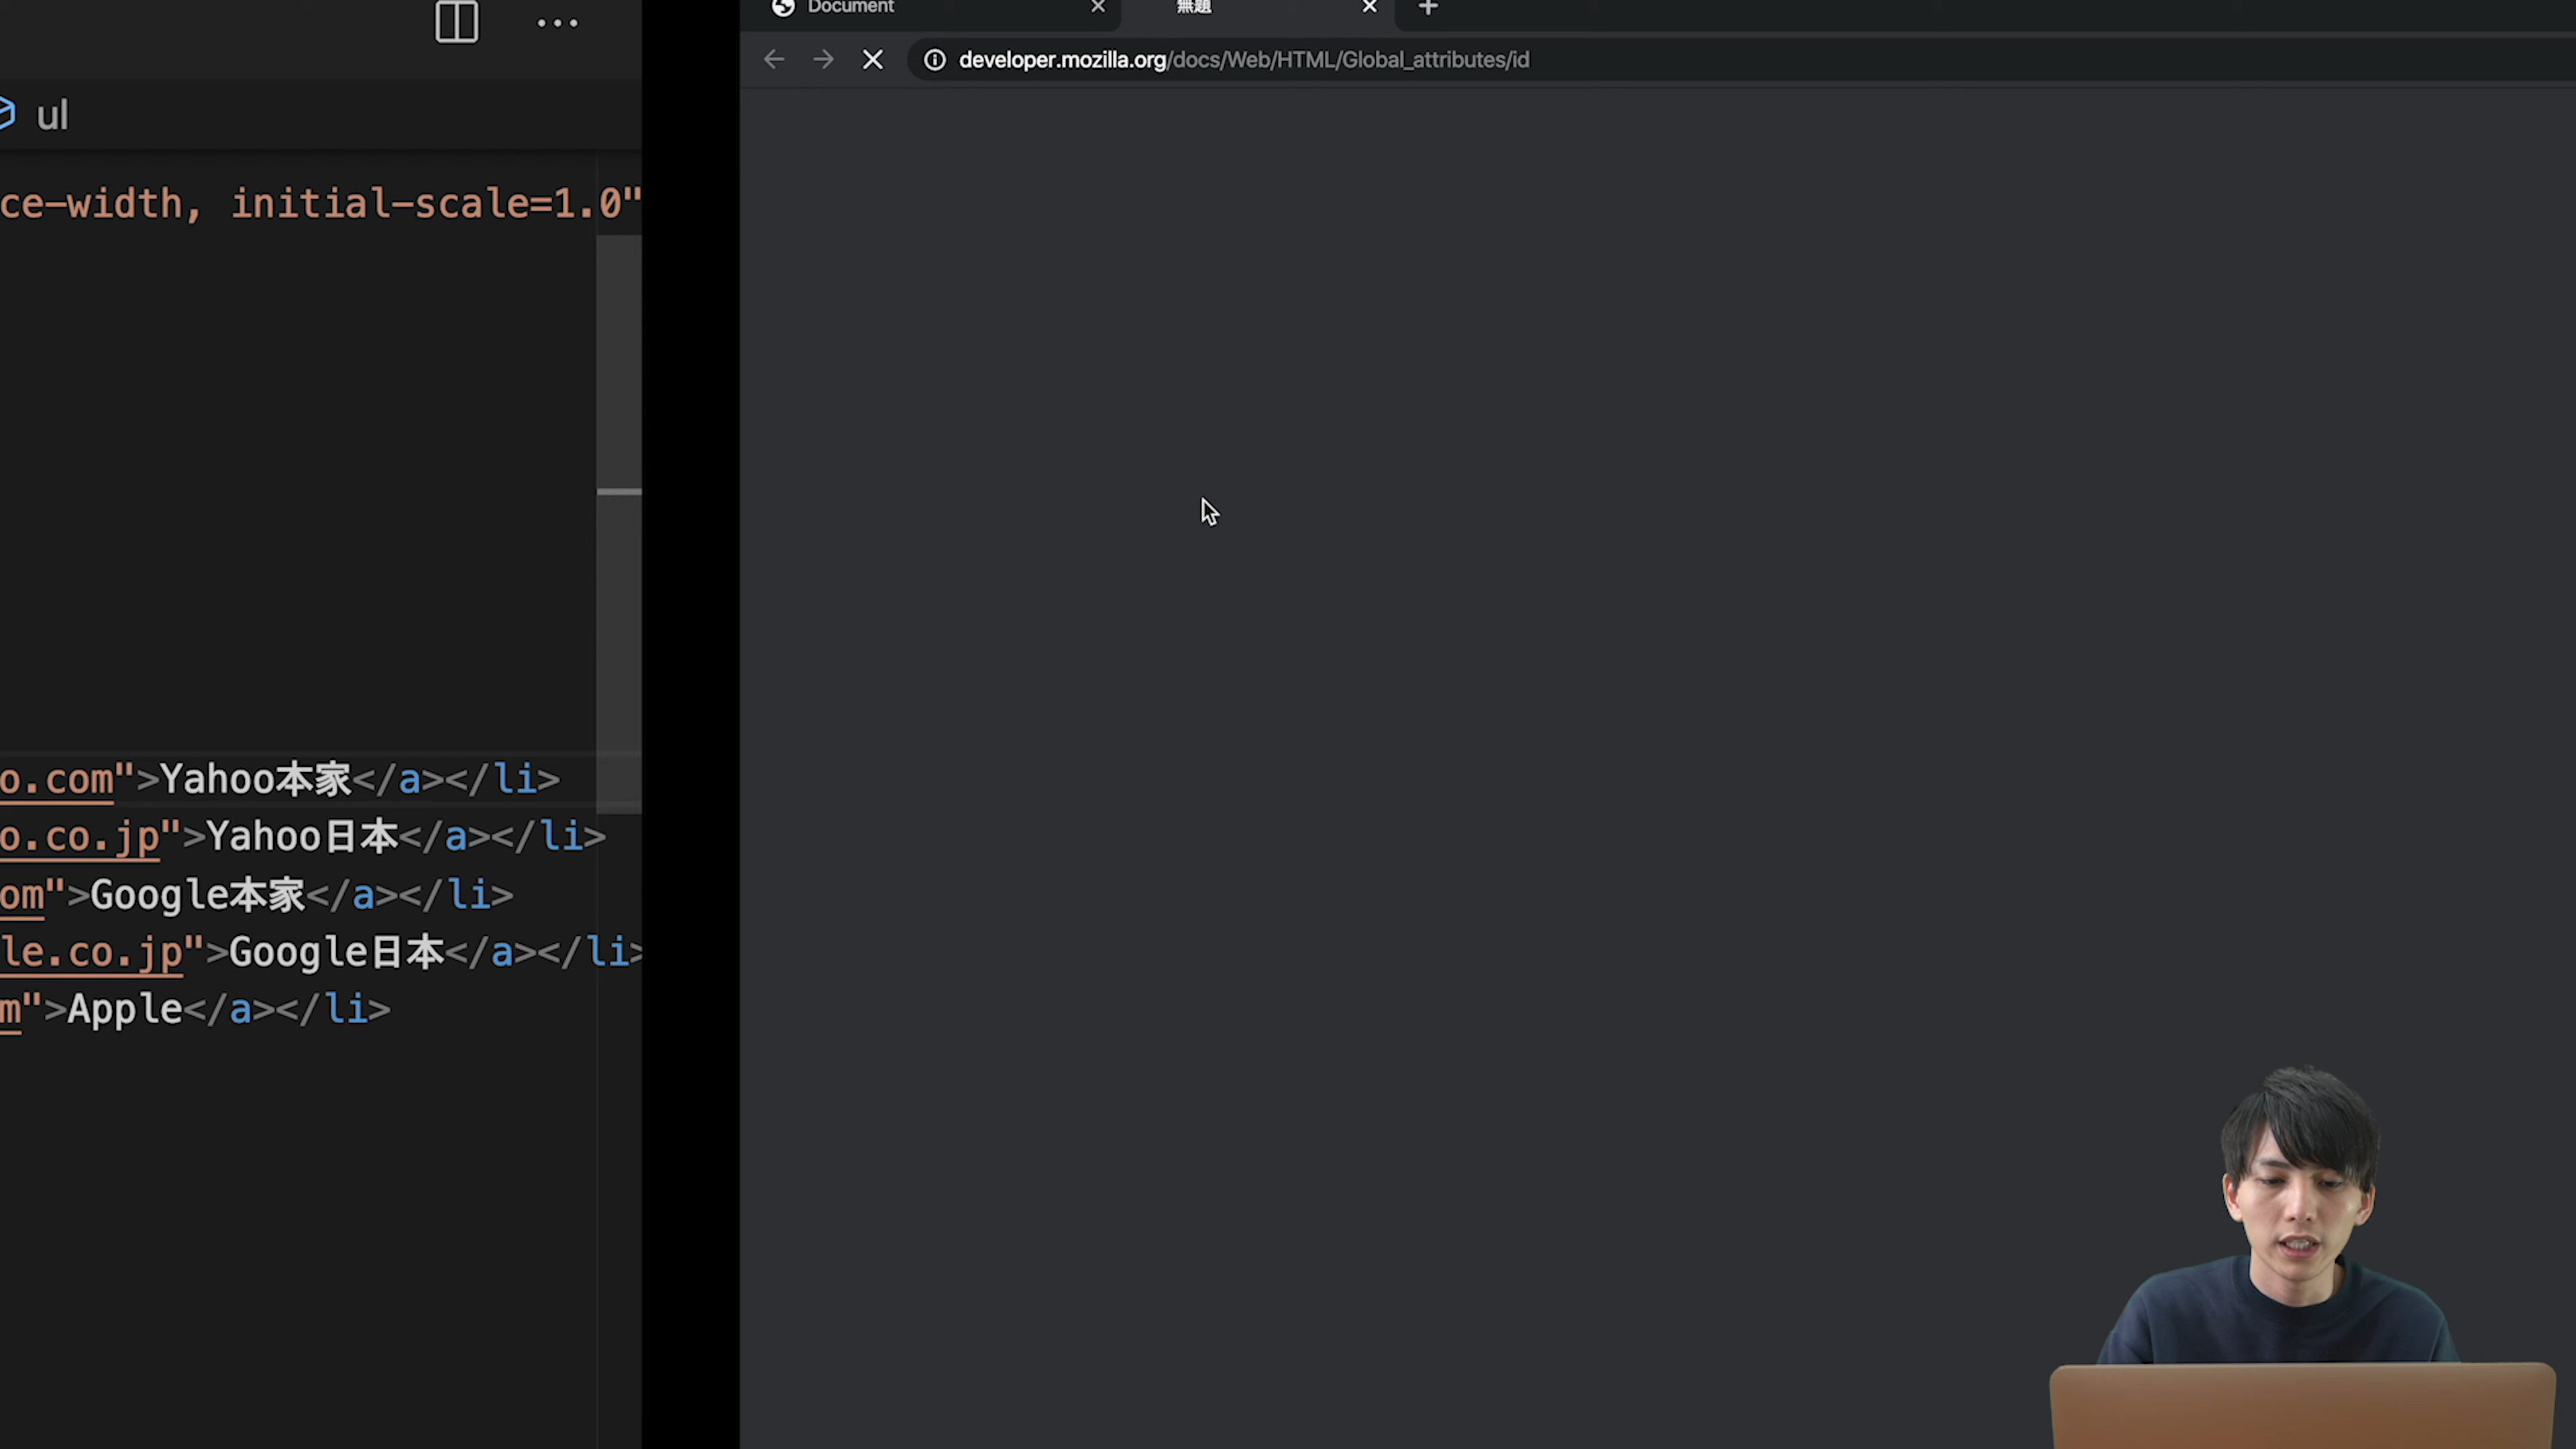 Document
無題
developer.mozilla.org/docs/Web/HTML/Global_attributes/id
ul
ce-width, initial-scale=1.0"
o.com">Yahoo本家</a></li>
o.co.jp">Yahoo日本</a></li>
om">Google本家</a></li>
le.co.jp">Google日本</a></li>
m">Apple</a></li>